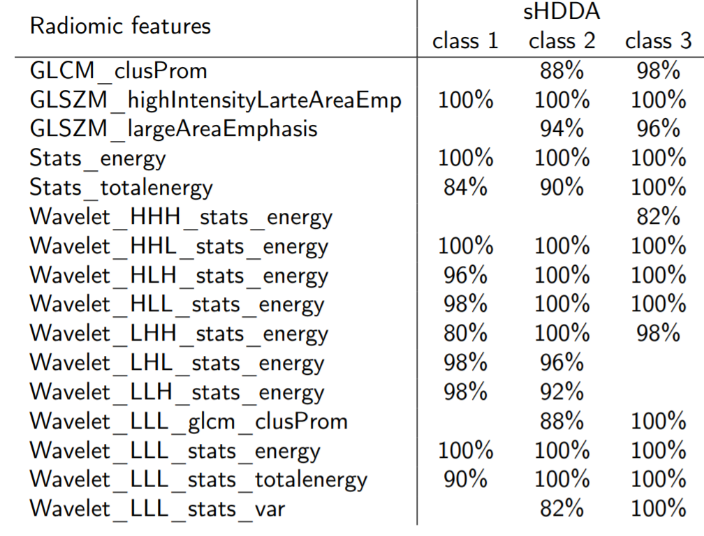 sHDDA
Radiomic features
class 1 class 2 class 3
GLCM_clusProm 88% 98%
GLSZM_highIntensityLarteAreaEmp 100% 100% 100%
GLSZM_largeAreaEmphasis 94% 96%
Stats_energy 100% 100% 100%
Stats_totalenergy 84% 90% 100%
Wavelet_HHH_stats_energy 82%
Wavelet_HHL_stats_energy 100% 100% 100%
Wavelet_HLH_stats_energy 96% 100% 100%
Wavelet_HLL_stats_energy 98% 100% 100%
Wavelet_LHH_stats_energy 80% 100% 98%
Wavelet_LHL_stats_energy 98% 96%
Wavelet_LLH_stats_energy 98% 92%
Wavelet_LLL_glcm_clusProm 88% 100%
Wavelet_LLL_stats_energy 100% 100% 100%
Wavelet_LLL_stats_totalenergy 90% 100% 100%
Wavelet_LLL_stats_var 82% 100%